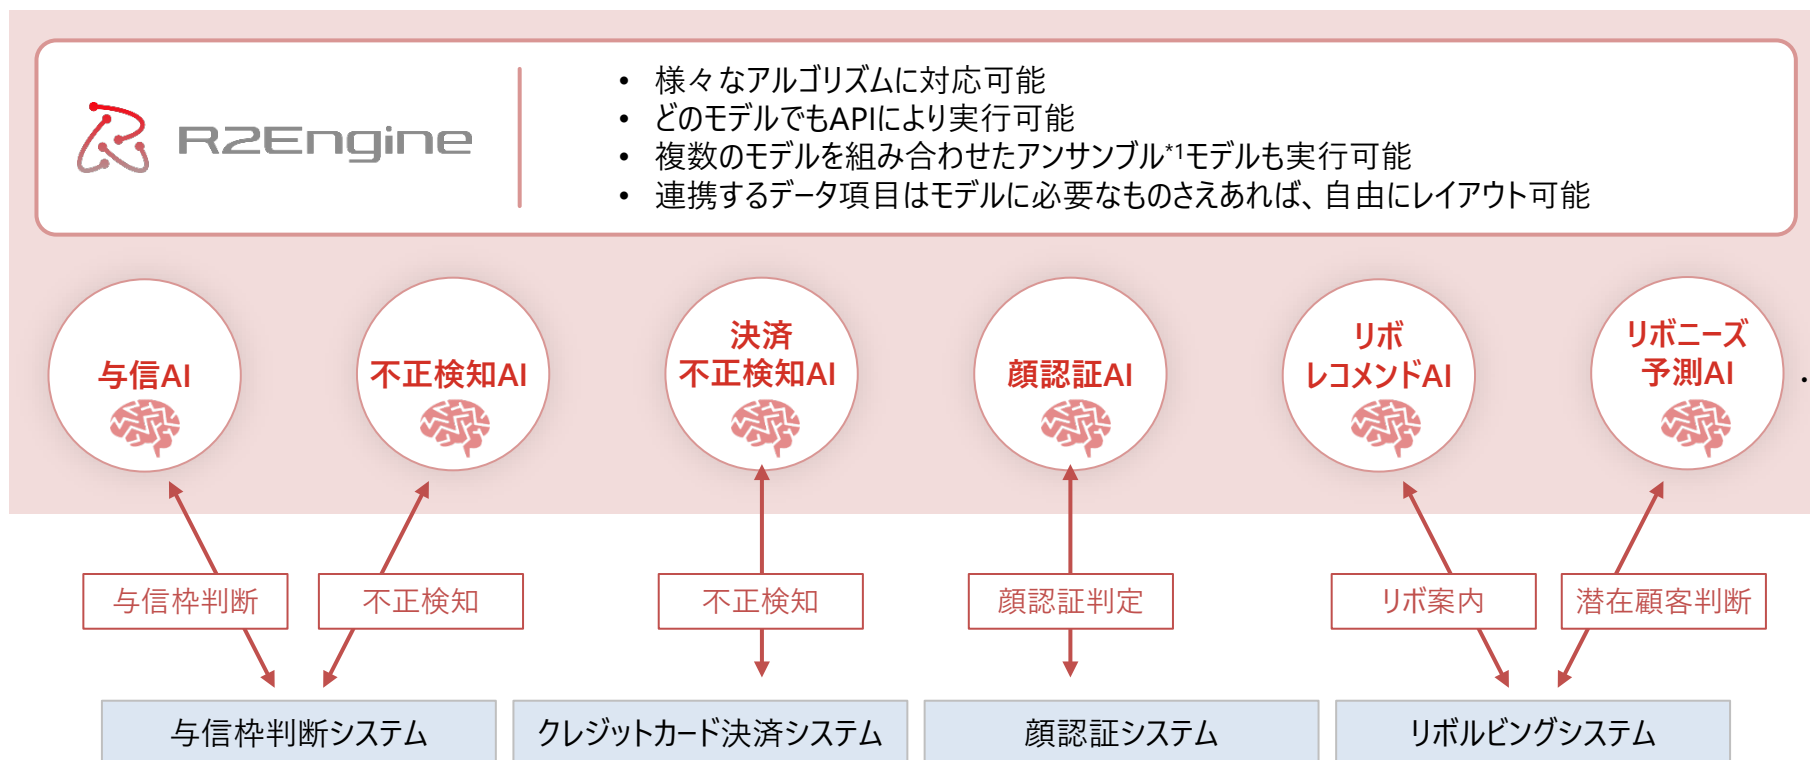 R2Engine
• 様々なアルゴリズムに対応可能
• どのモデルでもAPIにより実行可能
• 複数のモデルを組み合わせたアンサンブル*1モデルも実行可能
• 連携するデータ項目はモデルに必要なものさえあれば、自由にレイアウト可能
与信AI
不正検知AI
決済
不正検知AI
顔認証AI
リボ
レコメンドAI
リボニーズ
予測AI
.
与信枠判断
不正検知
不正検知
顔認証判定
リボ案内
潜在顧客判断
与信枠判断システム
クレジットカード決済システム
顔認証システム
リボルビングシステム